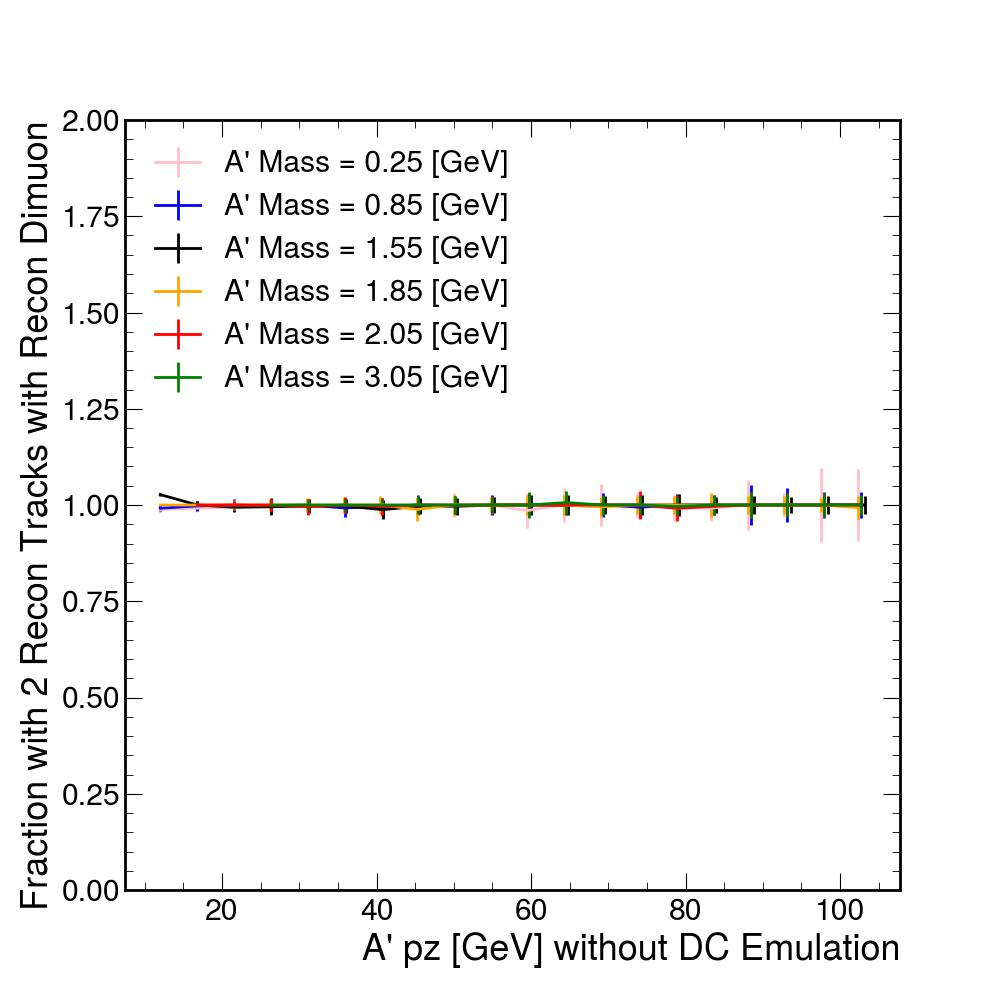 Fraction with 2 Recon Tracks with Recon Dimuon
2.00
1.75
1.50
1.25
1.00
0.75
0.50
0.25
0.00
A' Mass = 0.25 [GeV]
A' Mass = 0.85 [GeV]
A' Mass = 1.55 [GeV]
A' Mass = 1.85 [GeV]
A' Mass = 2.05 [GeV]
A' Mass = 3.05 [GeV]
20 40 60 80 100
A' pz [GeV] without DC Emulation